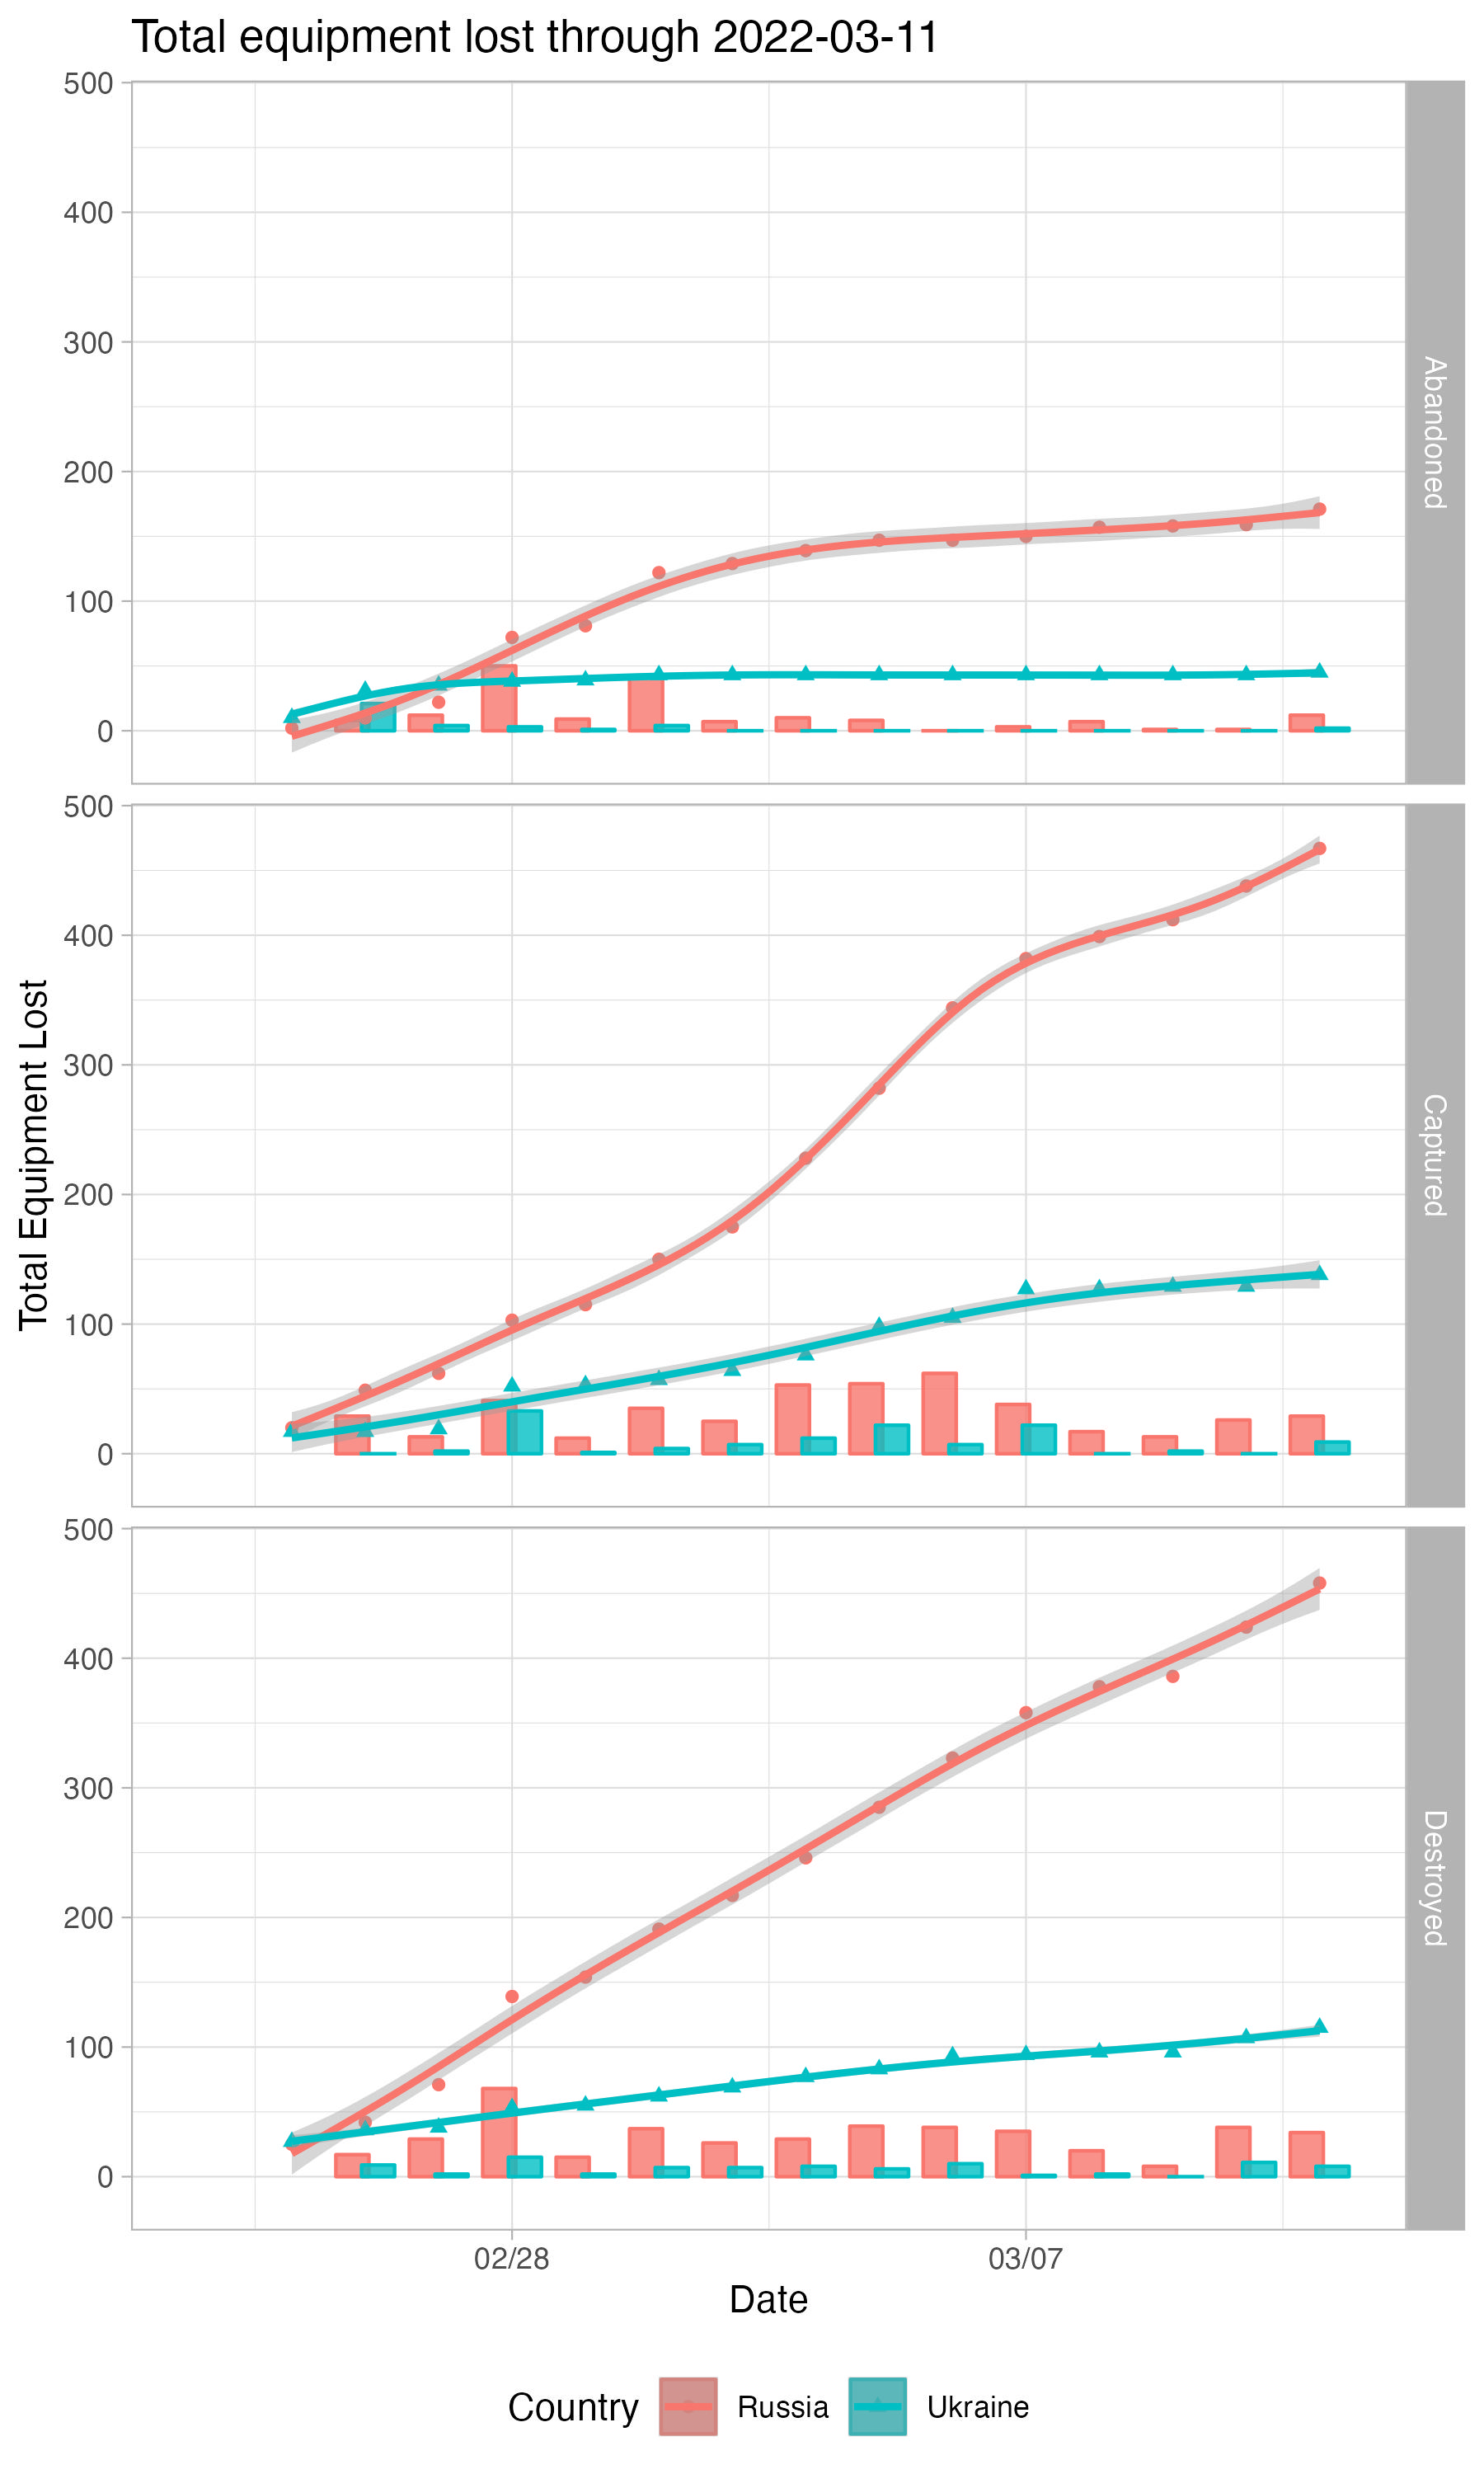 Total equipment lost through 2022-03-11
500
400
300
200
100
0
Abandoned
500
400
300
200
100
0
Captured
Total Equipment Lost
500
400
300
200
100
0
Destroyed
02/28 03/07
Date
Country Russia Ukraine